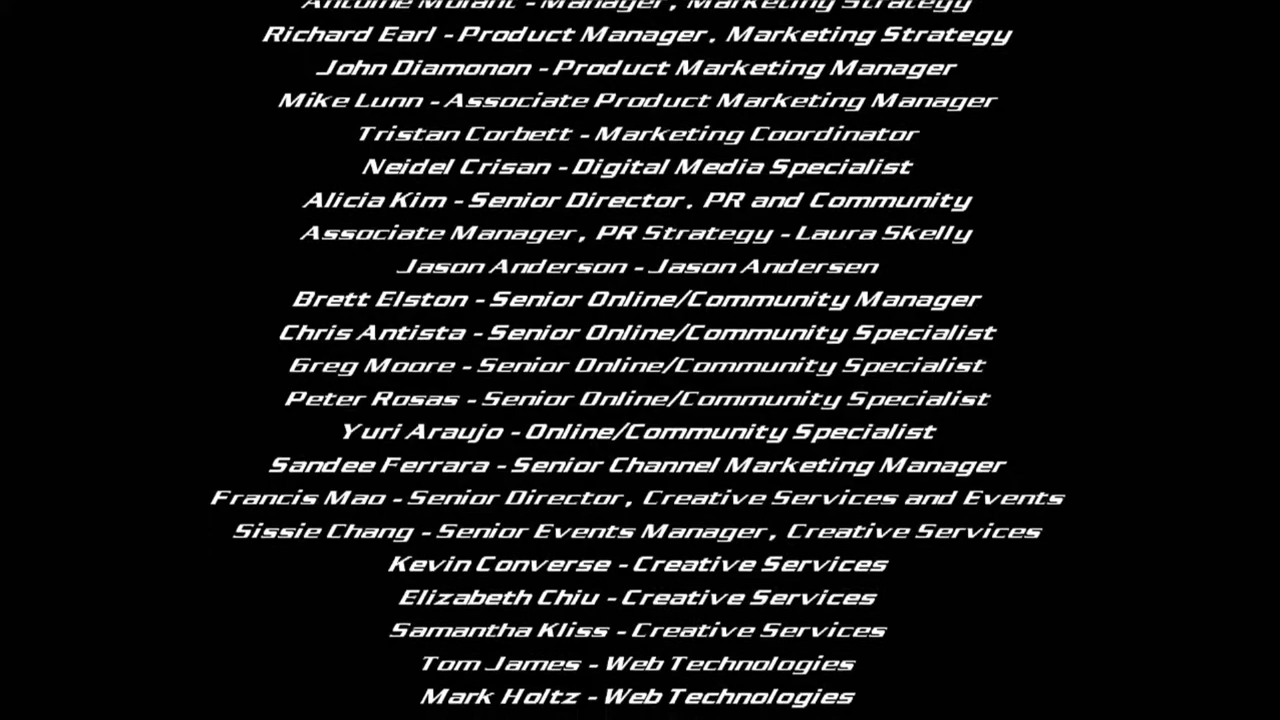 Antoine Molant - Manager, Marketing Strategy
Richard Earl - Product Manager, Marketing Strategy
John Diamonon - Product Marketing Manager
Mike Lunn - Associate Product Marketing Manager
Tristan Corbett - Marketing Coordinator
Neidel Crisan - Digital Media Specialist
Alicia Kim - Senior Director, PR and Community
Associate Manager, PR Strategy - Laura Skelly
Jason Anderson - Jason Andersen
Brett Elston - Senior Online/Community Manager
Chris Antista - Senior Online/Community Specialist
Greg Moore - Senior Online/Community Specialist
Peter Rosas - Senior Online/Community Specialist
Yuri Araujo - Online/Community Specialist
Sandee Ferrara - Senior Channel Marketing Manager
Francis Mao - Senior Director, Creative Services and Events
Sissie Chang - Senior Events Manager, Creative Services
Kevin Converse - Creative Services
Elizabeth Chiu - Creative Services
Samantha Kliss - Creative Services
Tom James - Web Technologies
Mark Holtz - Web Technologies